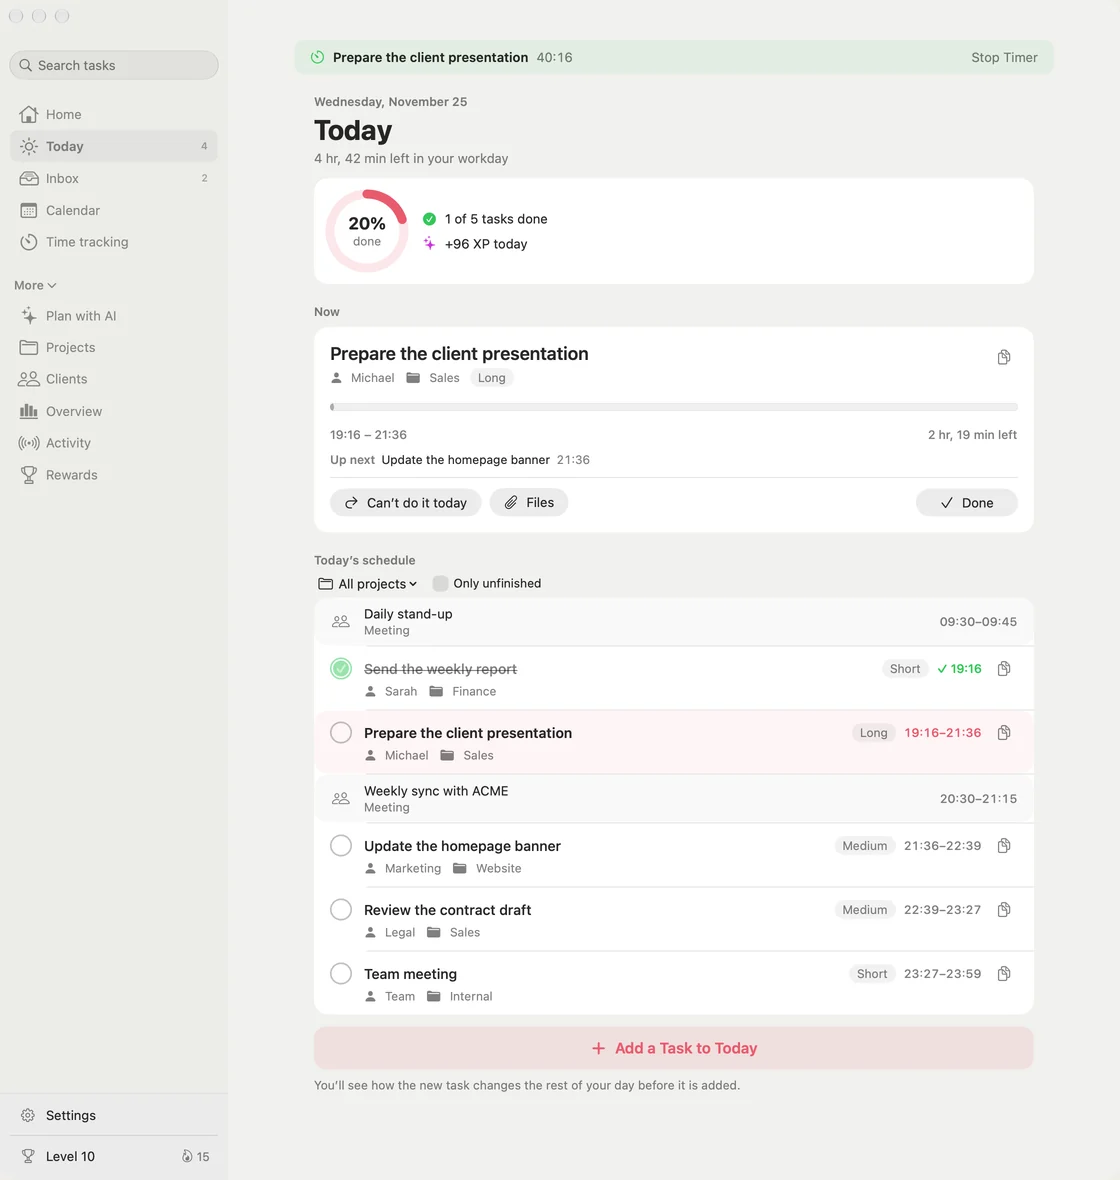 Search tasks
Home
Today 4
Inbox 2
Calendar
Time tracking
More
Plan with AI
Projects
Clients
Overview
Activity
Rewards
Settings
Level 10 15
Prepare the client presentation 40:16 Stop Timer
Wednesday, November 25
Today
4 hr, 42 min left in your workday
20%
done
1 of 5 tasks done
+96 XP today
Now
Prepare the client presentation
Michael Sales Long
19:16 – 21:36 2 hr, 19 min left
Up next Update the homepage banner 21:36
Can't do it today Files Done
Today's schedule
All projects Only unfinished
Daily stand-up
Meeting 09:30–09:45
Send the weekly report Short 19:16
Sarah Finance
Prepare the client presentation Long 19:16–21:36
Michael Sales
Weekly sync with ACME
Meeting 20:30–21:15
Update the homepage banner Medium 21:36–22:39
Marketing Website
Review the contract draft Medium 22:39–23:27
Legal Sales
Team meeting Short 23:27–23:59
Team Internal
+ Add a Task to Today
You'll see how the new task changes the rest of your day before it is added.